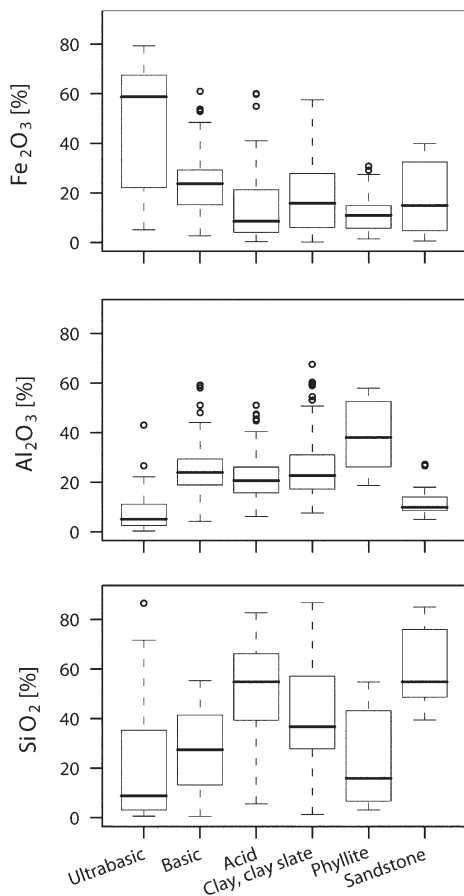 Fe2O3 [%]
80
60
40
20
0
Al2O3 [%]
80
60
40
20
0
SiO2 [%]
80
60
40
20
0
Ultrabasic
Basic
Acid
Clay, clay slate
Phyllite
Sandstone